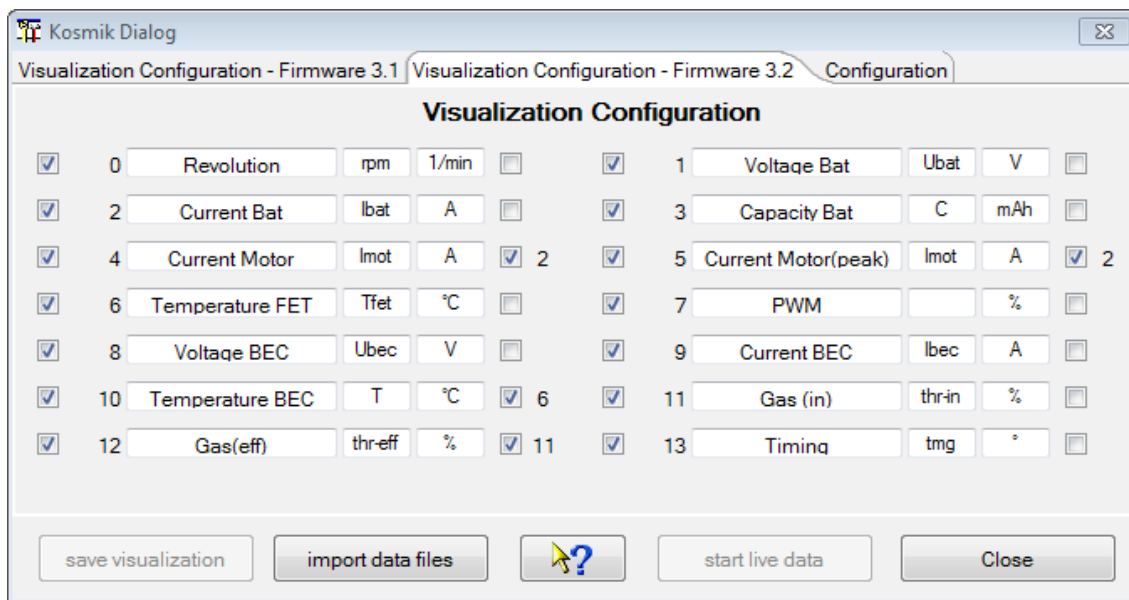 Kosmik Dialog
Visualization Configuration - Firmware 3.1 Visualization Configuration - Firmware 3.2 Configuration
Visualization Configuration
0 Revolution rpm 1/min 1 Voltage Bat Ubat V
2 Current Bat Ibat A 3 Capacity Bat C mAh
4 Current Motor Imot A 2 5 Current Motor(peak) Imot A 2
6 Temperature FET Tfet °C 7 PWM %
8 Voltage BEC Ubec V 9 Current BEC Ibec A
10 Temperature BEC T °C 6 11 Gas (in) thr-in %
12 Gas(eff) thr-eff % 11 13 Timing tmg °
save visualization import data files ? start live data Close